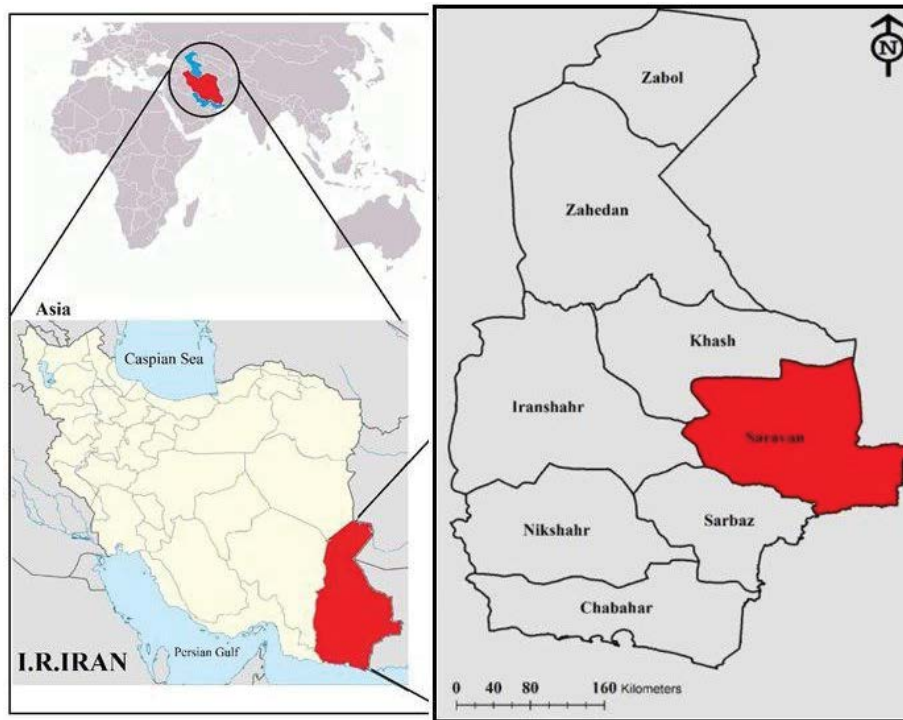 Asia
Caspian Sea
Persian Gulf
I.R.IRAN
N
Zabol
Zahedan
Khash
Iranshahr
Saravan
Nikshahr
Sarbaz
Chabahar
0 40 80 160 Kilometers